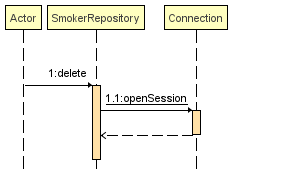 Actor
SmokerRepository
Connection
1:delete
1.1:openSession